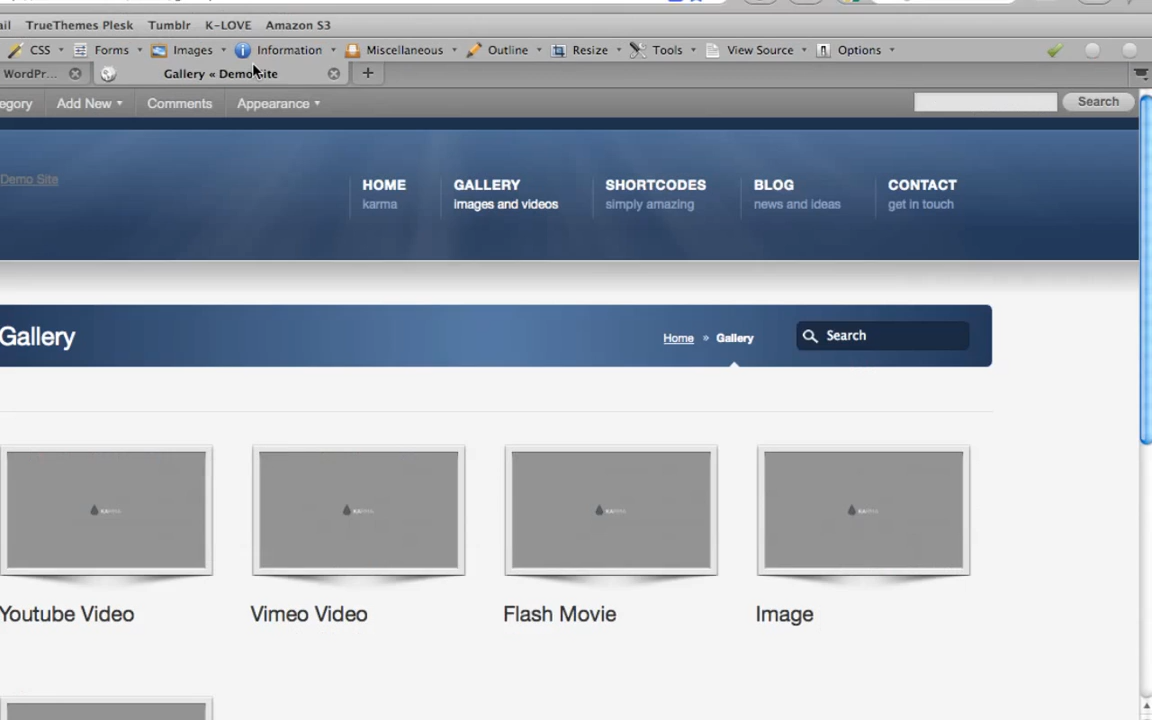 ail TrueThemes Plesk Tumblr K-LOVE Amazon S3
CSS Forms Images Information Miscellaneous Outline Resize Tools View Source Options
WordPr... Gallery « Demo Site
egory Add New Comments Appearance Search
Demo Site
HOME GALLERY SHORTCODES BLOG CONTACT
karma images and videos simply amazing news and ideas get in touch
Gallery Home » Gallery Search
Youtube Video Vimeo Video Flash Movie Image